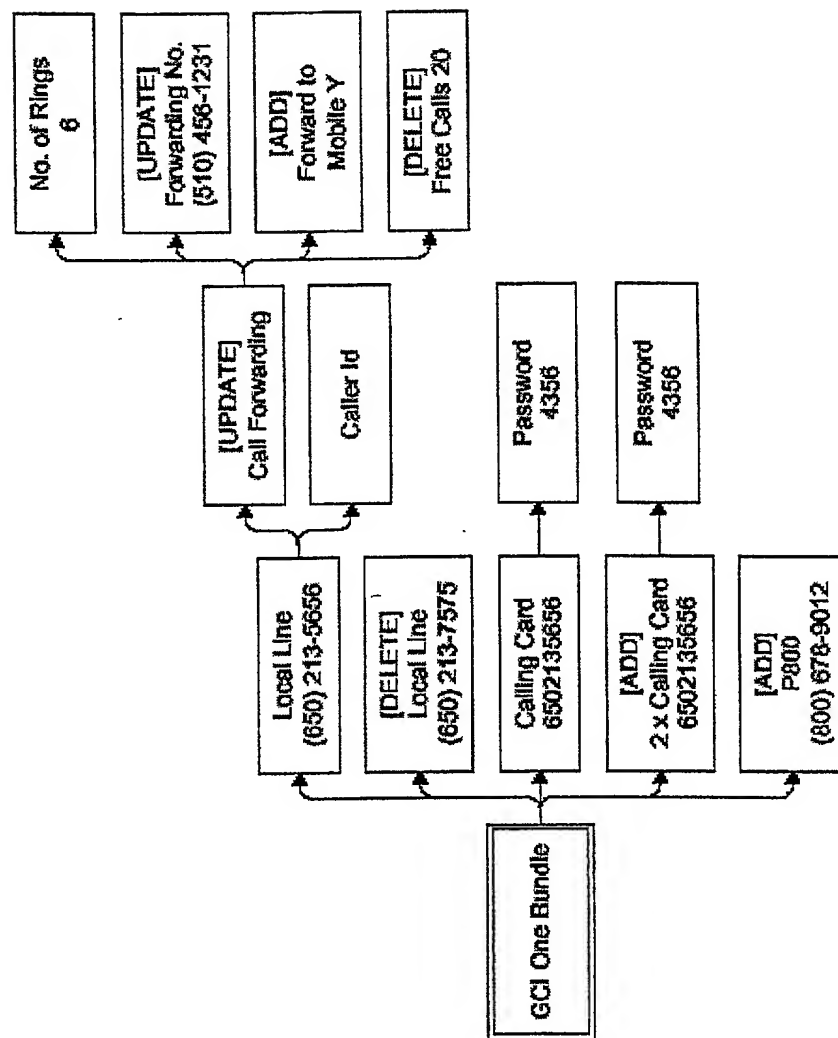 GCI One Bundle
Local Line
(650) 213-5656
[DELETE]
Local Line
(650) 213-7575
Calling Card
6502135656
[ADD]
2 x Calling Card
6502135656
[ADD]
P800
(800) 678-9012
[UPDATE]
Call Forwarding
Caller Id
Password
4356
Password
4356
No. of Rings
6
[UPDATE]
Forwarding No.
(510) 456-1231
[ADD]
Forward to
Mobile Y
[DELETE]
Free Calls 20